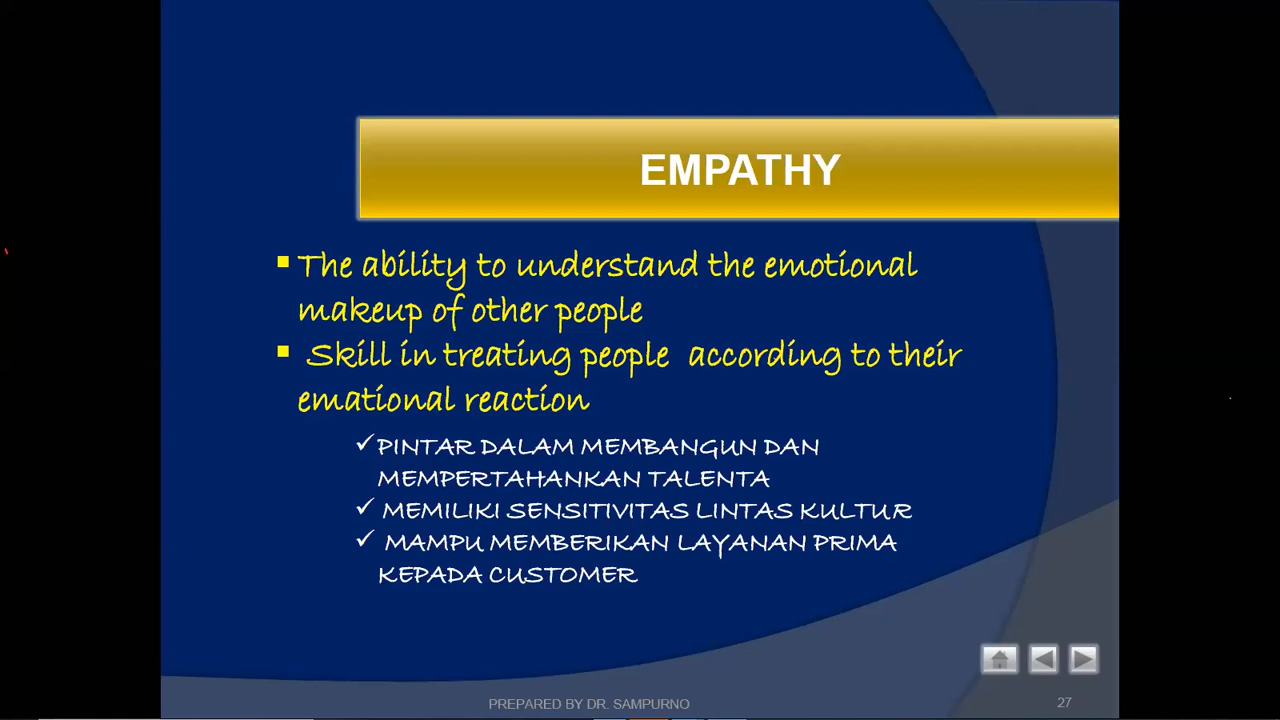 EMPATHY
The ability to understand the emotional
makeup of other people
Skill in treating people according to their
emational reaction
PINTAR DALAM MEMBANGUN DAN
MEMPERTAHANKAN TALENTA
MEMILIKI SENSITIVITAS LINTAS KULTUR
MAMPU MEMBERIKAN LAYANAN PRIMA
KEPADA CUSTOMER
PREPARED BY DR. SAMPURNO
27